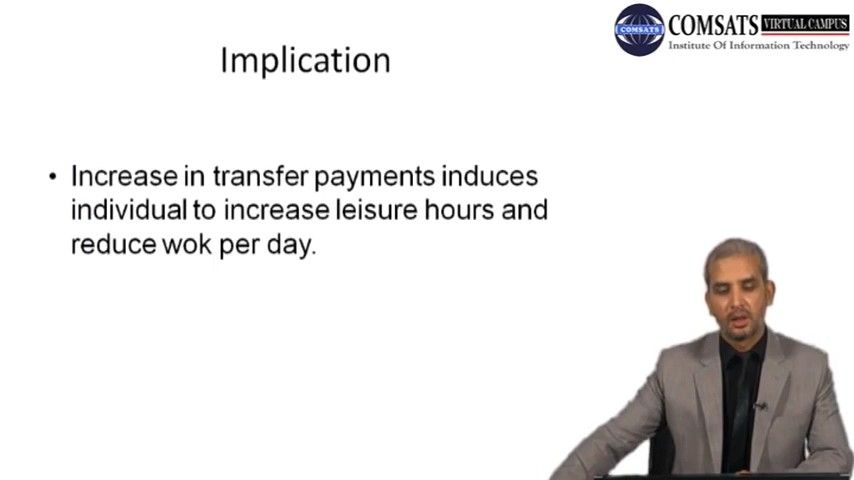 COMSATS VIRTUAL CAMPUS
COMSATS
Institute Of Information Technology
Implication
• Increase in transfer payments induces
individual to increase leisure hours and
reduce wok per day.